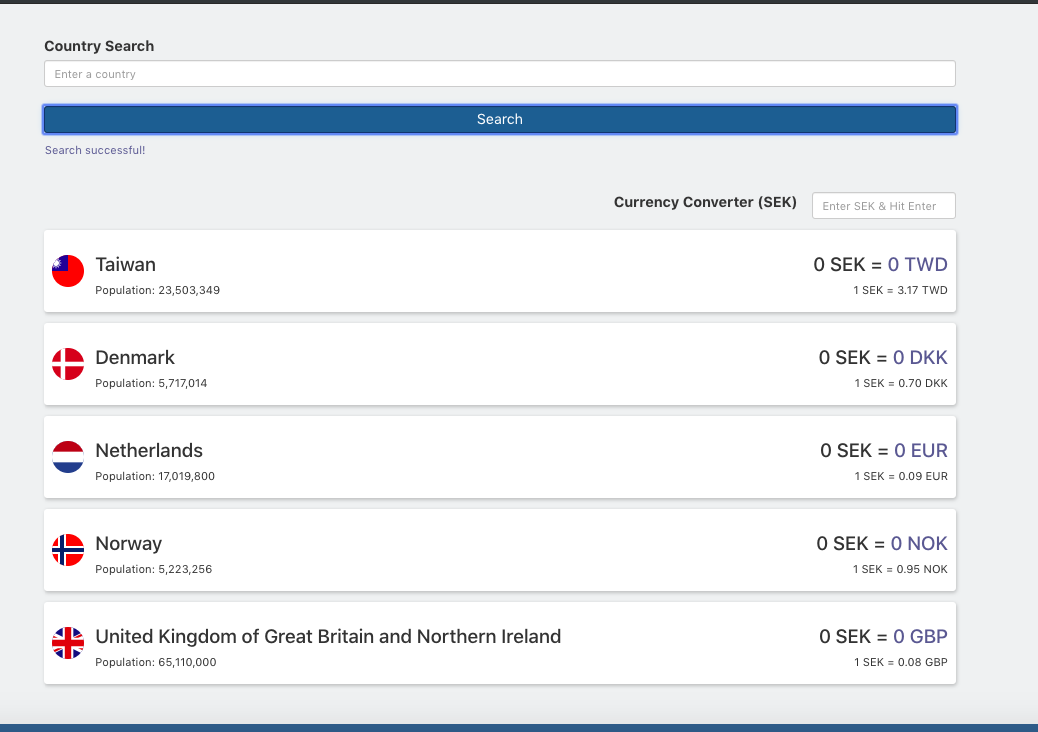 Country Search
Enter a country
Search
Search successful!
Currency Converter (SEK) Enter SEK & Hit Enter
Taiwan 0 SEK = 0 TWD
Population: 23,503,349 1 SEK = 3.17 TWD
Denmark 0 SEK = 0 DKK
Population: 5,717,014 1 SEK = 0.70 DKK
Netherlands 0 SEK = 0 EUR
Population: 17,019,800 1 SEK = 0.09 EUR
Norway 0 SEK = 0 NOK
Population: 5,223,256 1 SEK = 0.95 NOK
United Kingdom of Great Britain and Northern Ireland 0 SEK = 0 GBP
Population: 65,110,000 1 SEK = 0.08 GBP